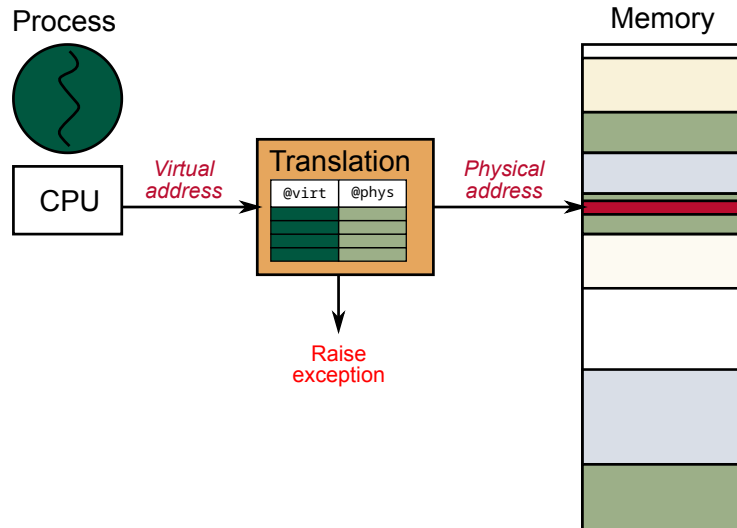 Process
Memory
CPU
Virtual
address
Translation
@virt @phys
Physical
address
Raise
exception